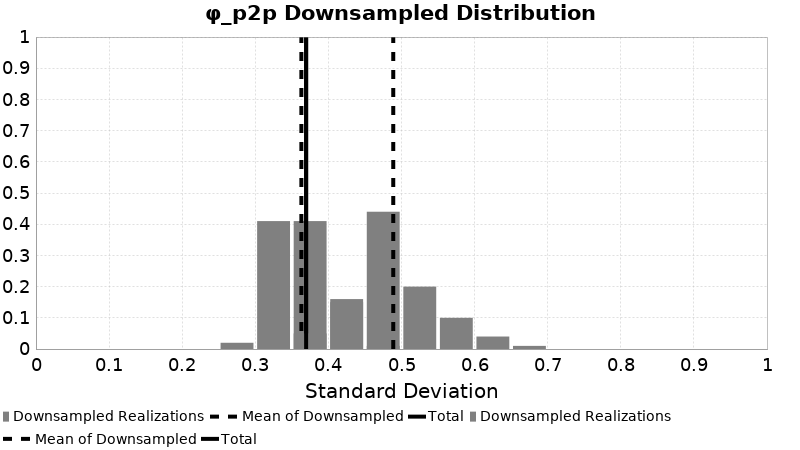 φ_p2p Downsampled Distribution
1
0.9
0.8
0.7
0.6
0.5
0.4
0.3
0.2
0.1
0
0 0.1 0.2 0.3 0.4 0.5 0.6 0.7 0.8 0.9 1
Standard Deviation
Downsampled Realizations Mean of Downsampled Total Downsampled Realizations
Mean of Downsampled Total